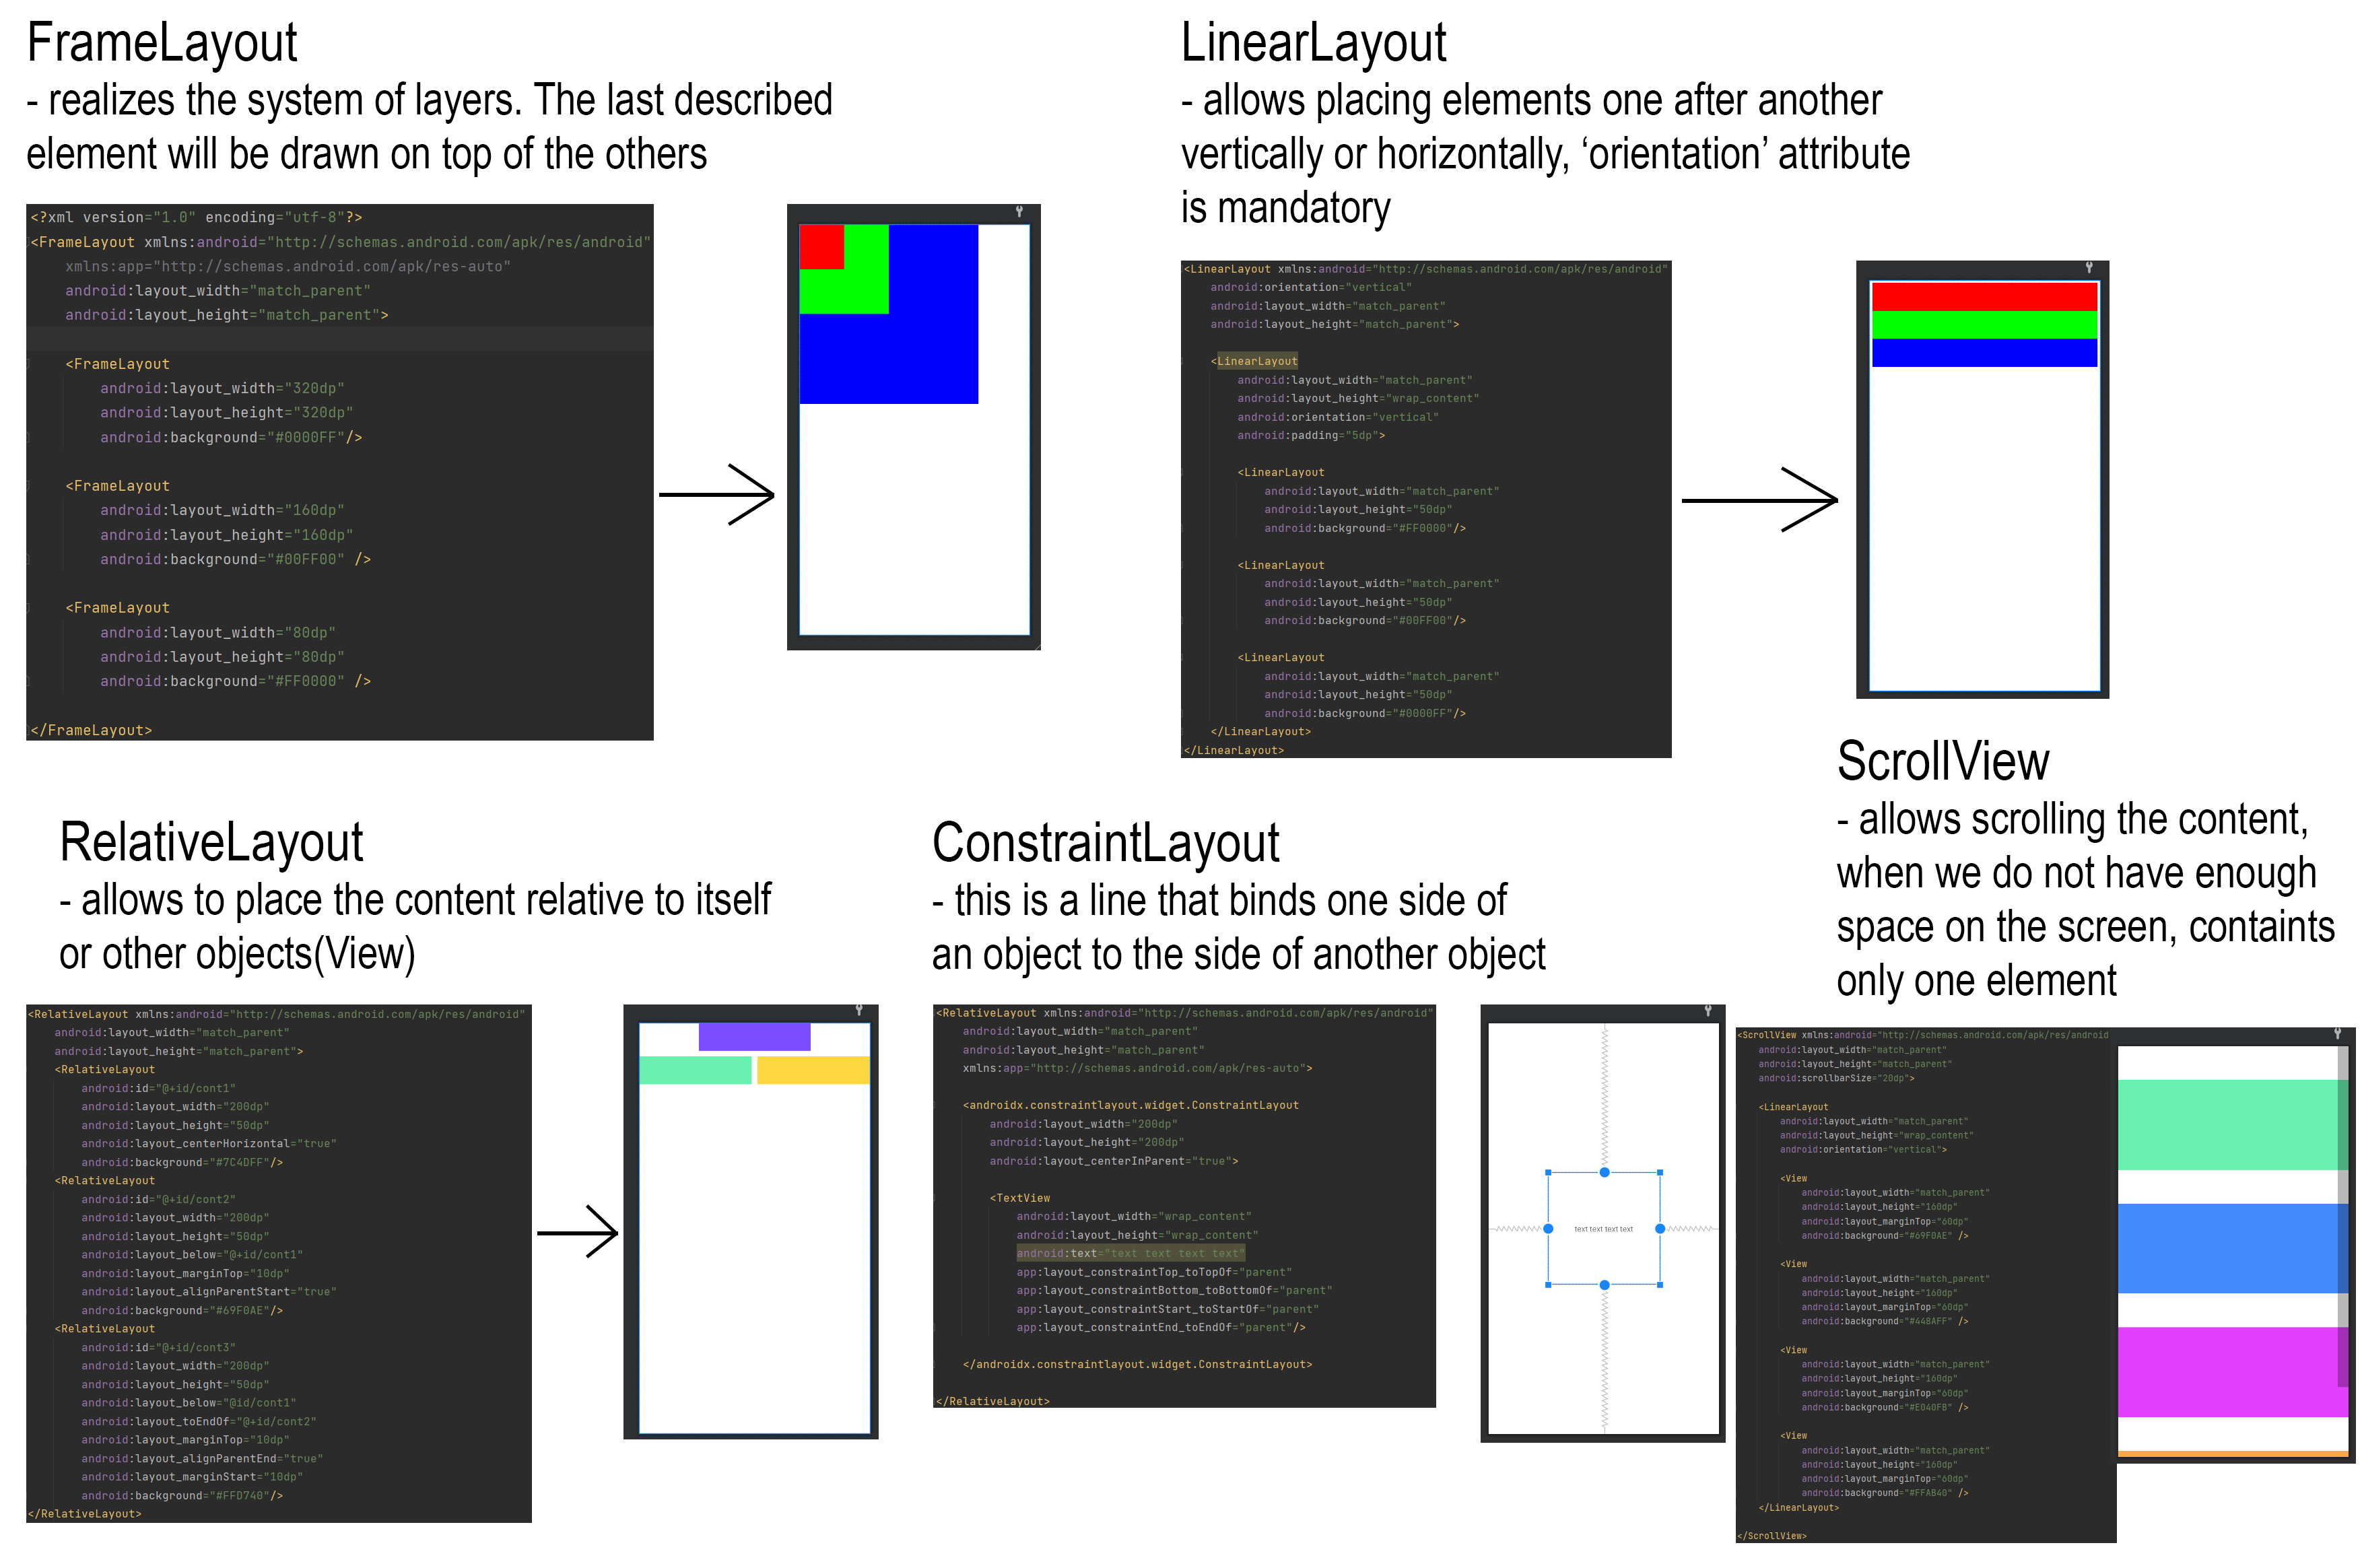 FrameLayout
- realizes the system of layers. The last described
element will be drawn on top of the others
<?xml version="1.0" encoding="utf-8"?>
<FrameLayout xmlns:android="http://schemas.android.com/apk/res/android"
xmlns:app="http://schemas.android.com/apk/res-auto"
android:layout_width="match_parent"
android:layout_height="match_parent">
<FrameLayout
android:layout_width="320dp"
android:layout_height="320dp"
android:background="#0000FF"/>
<FrameLayout
android:layout_width="160dp"
android:layout_height="160dp"
android:background="#00FF00" />
<FrameLayout
android:layout_width="80dp"
android:layout_height="80dp"
android:background="#FF0000" />
</FrameLayout>
LinearLayout
- allows placing elements one after another
vertically or horizontally, ‘orientation’ attribute
is mandatory
<LinearLayout xmlns:android="http://schemas.android.com/apk/res/android"
android:orientation="vertical"
android:layout_width="match_parent"
android:layout_height="match_parent">
<LinearLayout
android:layout_width="match_parent"
android:layout_height="wrap_content"
android:orientation="vertical"
android:padding="5dp">
<LinearLayout
android:layout_width="match_parent"
android:layout_height="50dp"
android:background="#FF0000"/>
<LinearLayout
android:layout_width="match_parent"
android:layout_height="50dp"
android:background="#00FF00"/>
<LinearLayout
android:layout_width="match_parent"
android:layout_height="50dp"
android:background="#0000FF"/>
</LinearLayout>
</LinearLayout>
RelativeLayout
- allows to place the content relative to itself
or other objects(View)
<RelativeLayout xmlns:android="http://schemas.android.com/apk/res/android"
android:layout_width="match_parent"
android:layout_height="match_parent">
<RelativeLayout
android:id="@+id/cont1"
android:layout_width="200dp"
android:layout_height="50dp"
android:layout_centerHorizontal="true"
android:background="#7C4DFF"/>
<RelativeLayout
android:id="@+id/cont2"
android:layout_width="200dp"
android:layout_height="50dp"
android:layout_below="@+id/cont1"
android:layout_marginTop="10dp"
android:layout_alignParentStart="true"
android:background="#69F0AE"/>
<RelativeLayout
android:id="@+id/cont3"
android:layout_width="200dp"
android:layout_height="50dp"
android:layout_below="@id/cont1"
android:layout_toEndOf="@+id/cont2"
android:layout_marginTop="10dp"
android:layout_alignParentEnd="true"
android:layout_marginStart="10dp"
android:background="#FFD740"/>
</RelativeLayout>
ConstraintLayout
- this is a line that binds one side of
an object to the side of another object
<RelativeLayout xmlns:android="http://schemas.android.com/apk/res/android"
android:layout_width="match_parent"
android:layout_height="match_parent"
xmlns:app="http://schemas.android.com/apk/res-auto">
<androidx.constraintlayout.widget.ConstraintLayout
android:layout_width="200dp"
android:layout_height="200dp"
android:layout_centerInParent="true">
<TextView
android:layout_width="wrap_content"
android:layout_height="wrap_content"
android:text="text text text text"
app:layout_constraintTop_toTopOf="parent"
app:layout_constraintBottom_toBottomOf="parent"
app:layout_constraintStart_toStartOf="parent"
app:layout_constraintEnd_toEndOf="parent"/>
</androidx.constraintlayout.widget.ConstraintLayout>
</RelativeLayout>
text text text text
ScrollView
- allows scrolling the content,
when we do not have enough
space on the screen, containts
only one element
<ScrollView xmlns:android="http://schemas.android.com/apk/res/android
android:layout_width="match_parent"
android:layout_height="match_parent"
android:scrollbarSize="20dp">
<LinearLayout
android:layout_width="match_parent"
android:layout_height="wrap_content"
android:orientation="vertical">
<View
android:layout_width="match_parent"
android:layout_height="160dp"
android:layout_marginTop="60dp"
android:background="#69F0AE" />
<View
android:layout_width="match_parent"
android:layout_height="160dp"
android:layout_marginTop="60dp"
android:background="#448AFF" />
<View
android:layout_width="match_parent"
android:layout_height="160dp"
android:layout_marginTop="60dp"
android:background="#E040FB" />
<View
android:layout_width="match_parent"
android:layout_height="160dp"
android:layout_marginTop="60dp"
android:background="#FFAB40" />
</LinearLayout>
</ScrollView>